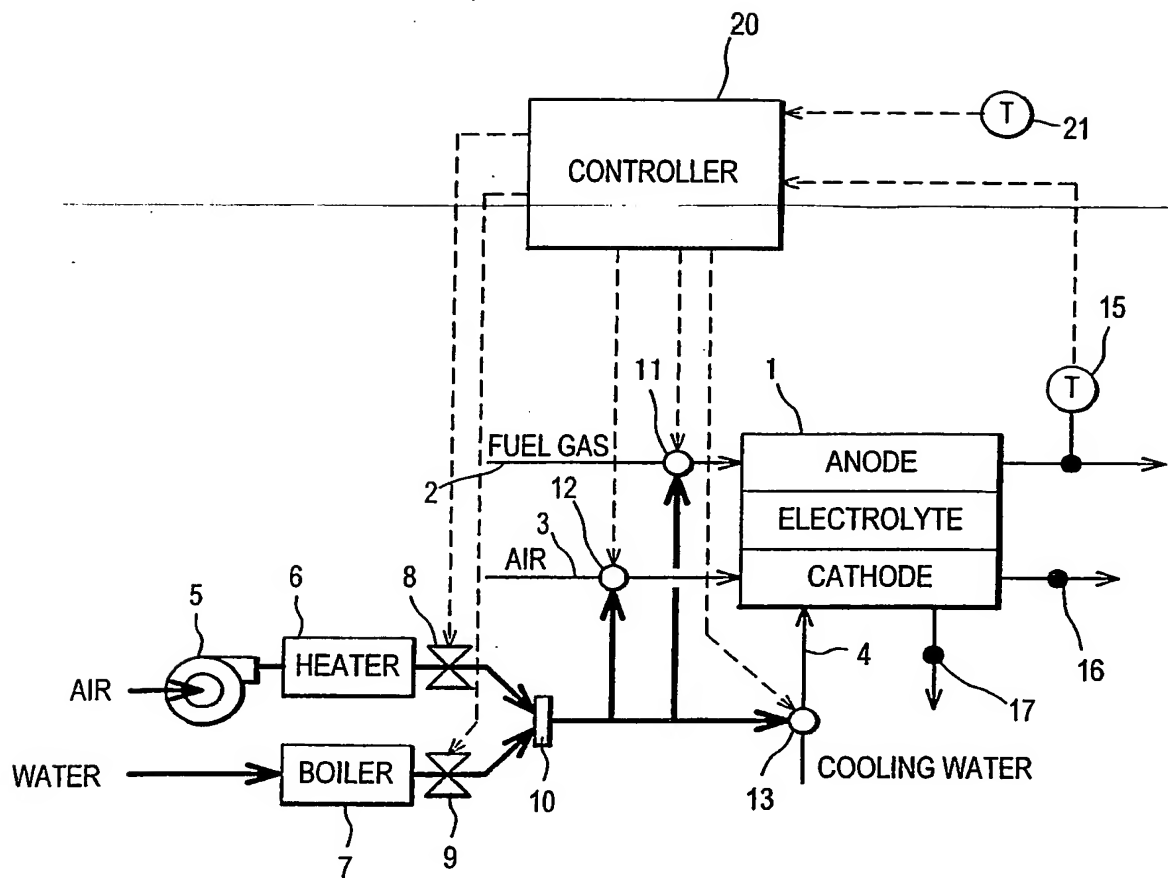 20
T
21
CONTROLLER
15
T
11
1
FUEL GAS
ANODE
2
12
ELECTROLYTE
3
AIR
CATHODE
8
6
5
4
16
HEATER
17
AIR
BOILER
WATER
10
13
COOLING WATER
9
7